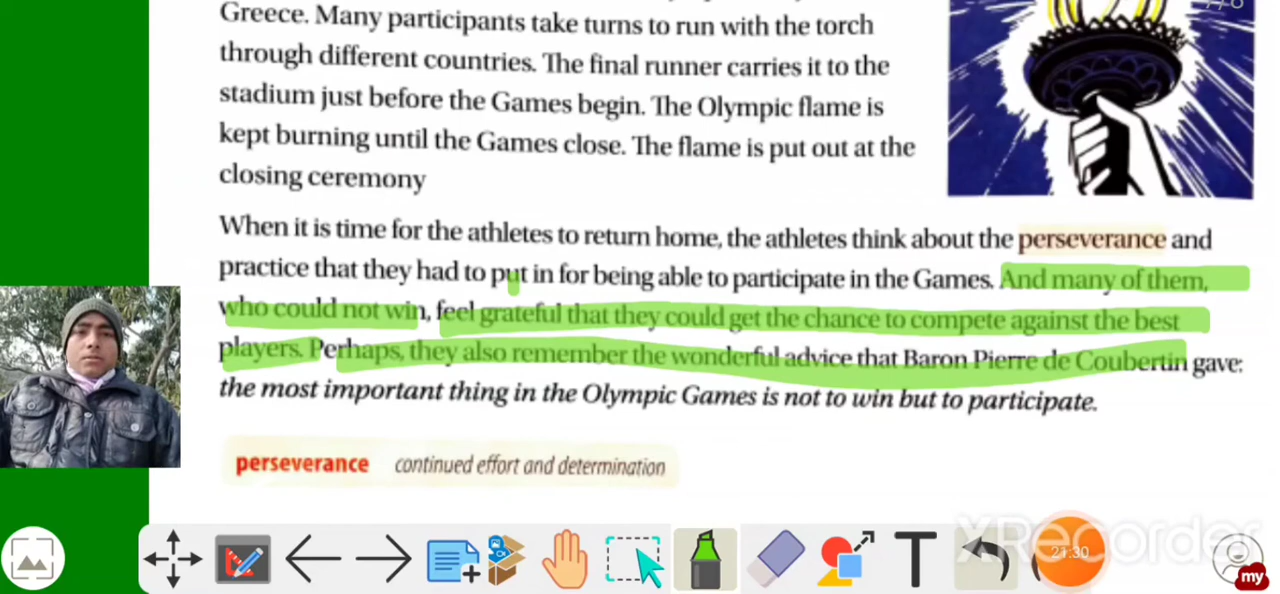 Greece. Many participants take turns to run with the torch
through different countries. The final runner carries it to the
stadium just before the Games begin. The Olympic flame is
kept burning until the Games close. The flame is put out at the
closing ceremony
When it is time for the athletes to return home, the athletes think about the perseverance and
practice that they had to put in for being able to participate in the Games. And many of them,
who could not win, feel grateful that they could get the chance to compete against the best
players. Perhaps, they also remember the wonderful advice that Baron Pierre de Coubertin gave:
the most important thing in the Olympic Games is not to win but to participate.
perseverance continued effort and determination
XRecorder
21:30
T
my